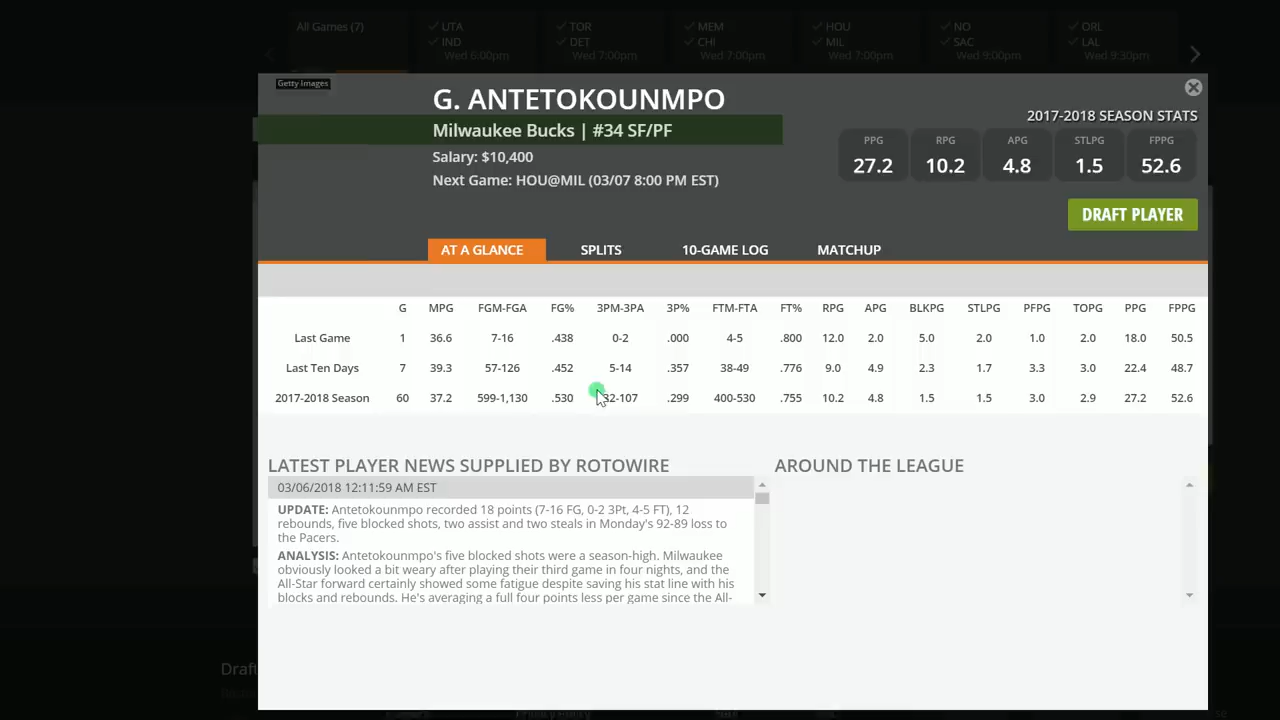 All Games (7)
UTA
IND
Wed 6:00pm
TOR
DET
Wed 7:00pm
MEM
CHI
Wed 7:00pm
HOU
MIL
Wed 7:00pm
NO
SAC
Wed 9:00pm
ORL
LAL
Wed 9:30pm
Getty Images
G. ANTETOKOUNMPO
Milwaukee Bucks | #34 SF/PF
Salary: $10,400
Next Game: HOU@MIL (03/07 8:00 PM EST)
2017-2018 SEASON STATS
PPG RPG APG STLPG FPPG
27.2 10.2 4.8 1.5 52.6
DRAFT PLAYER
AT A GLANCE SPLITS 10-GAME LOG MATCHUP
G MPG FGM-FGA FG% 3PM-3PA 3P% FTM-FTA FT% RPG APG BLKPG STLPG PFPG TOPG PPG FPPG
Last Game 1 36.6 7-16 .438 0-2 .000 4-5 .800 12.0 2.0 5.0 2.0 1.0 2.0 18.0 50.5
Last Ten Days 7 39.3 57-126 .452 5-14 .357 38-49 .776 9.0 4.9 2.3 1.7 3.3 3.0 22.4 48.7
2017-2018 Season 60 37.2 599-1,130 .530 32-107 .299 400-530 .755 10.2 4.8 1.5 1.5 3.0 2.9 27.2 52.6
LATEST PLAYER NEWS SUPPLIED BY ROTOWIRE
03/06/2018 12:11:59 AM EST
UPDATE: Antetokounmpo recorded 18 points (7-16 FG, 0-2 3Pt, 4-5 FT), 12
rebounds, five blocked shots, two assist and two steals in Monday's 92-89 loss to
the Pacers.
ANALYSIS: Antetokounmpo's five blocked shots were a season-high. Milwaukee
obviously looked a bit weary after playing their third game in four nights, and the
All-Star forward certainly showed some fatigue despite saving his stat line with his
blocks and rebounds. He's averaging a full four points less per game since the All-
AROUND THE LEAGUE
Draft